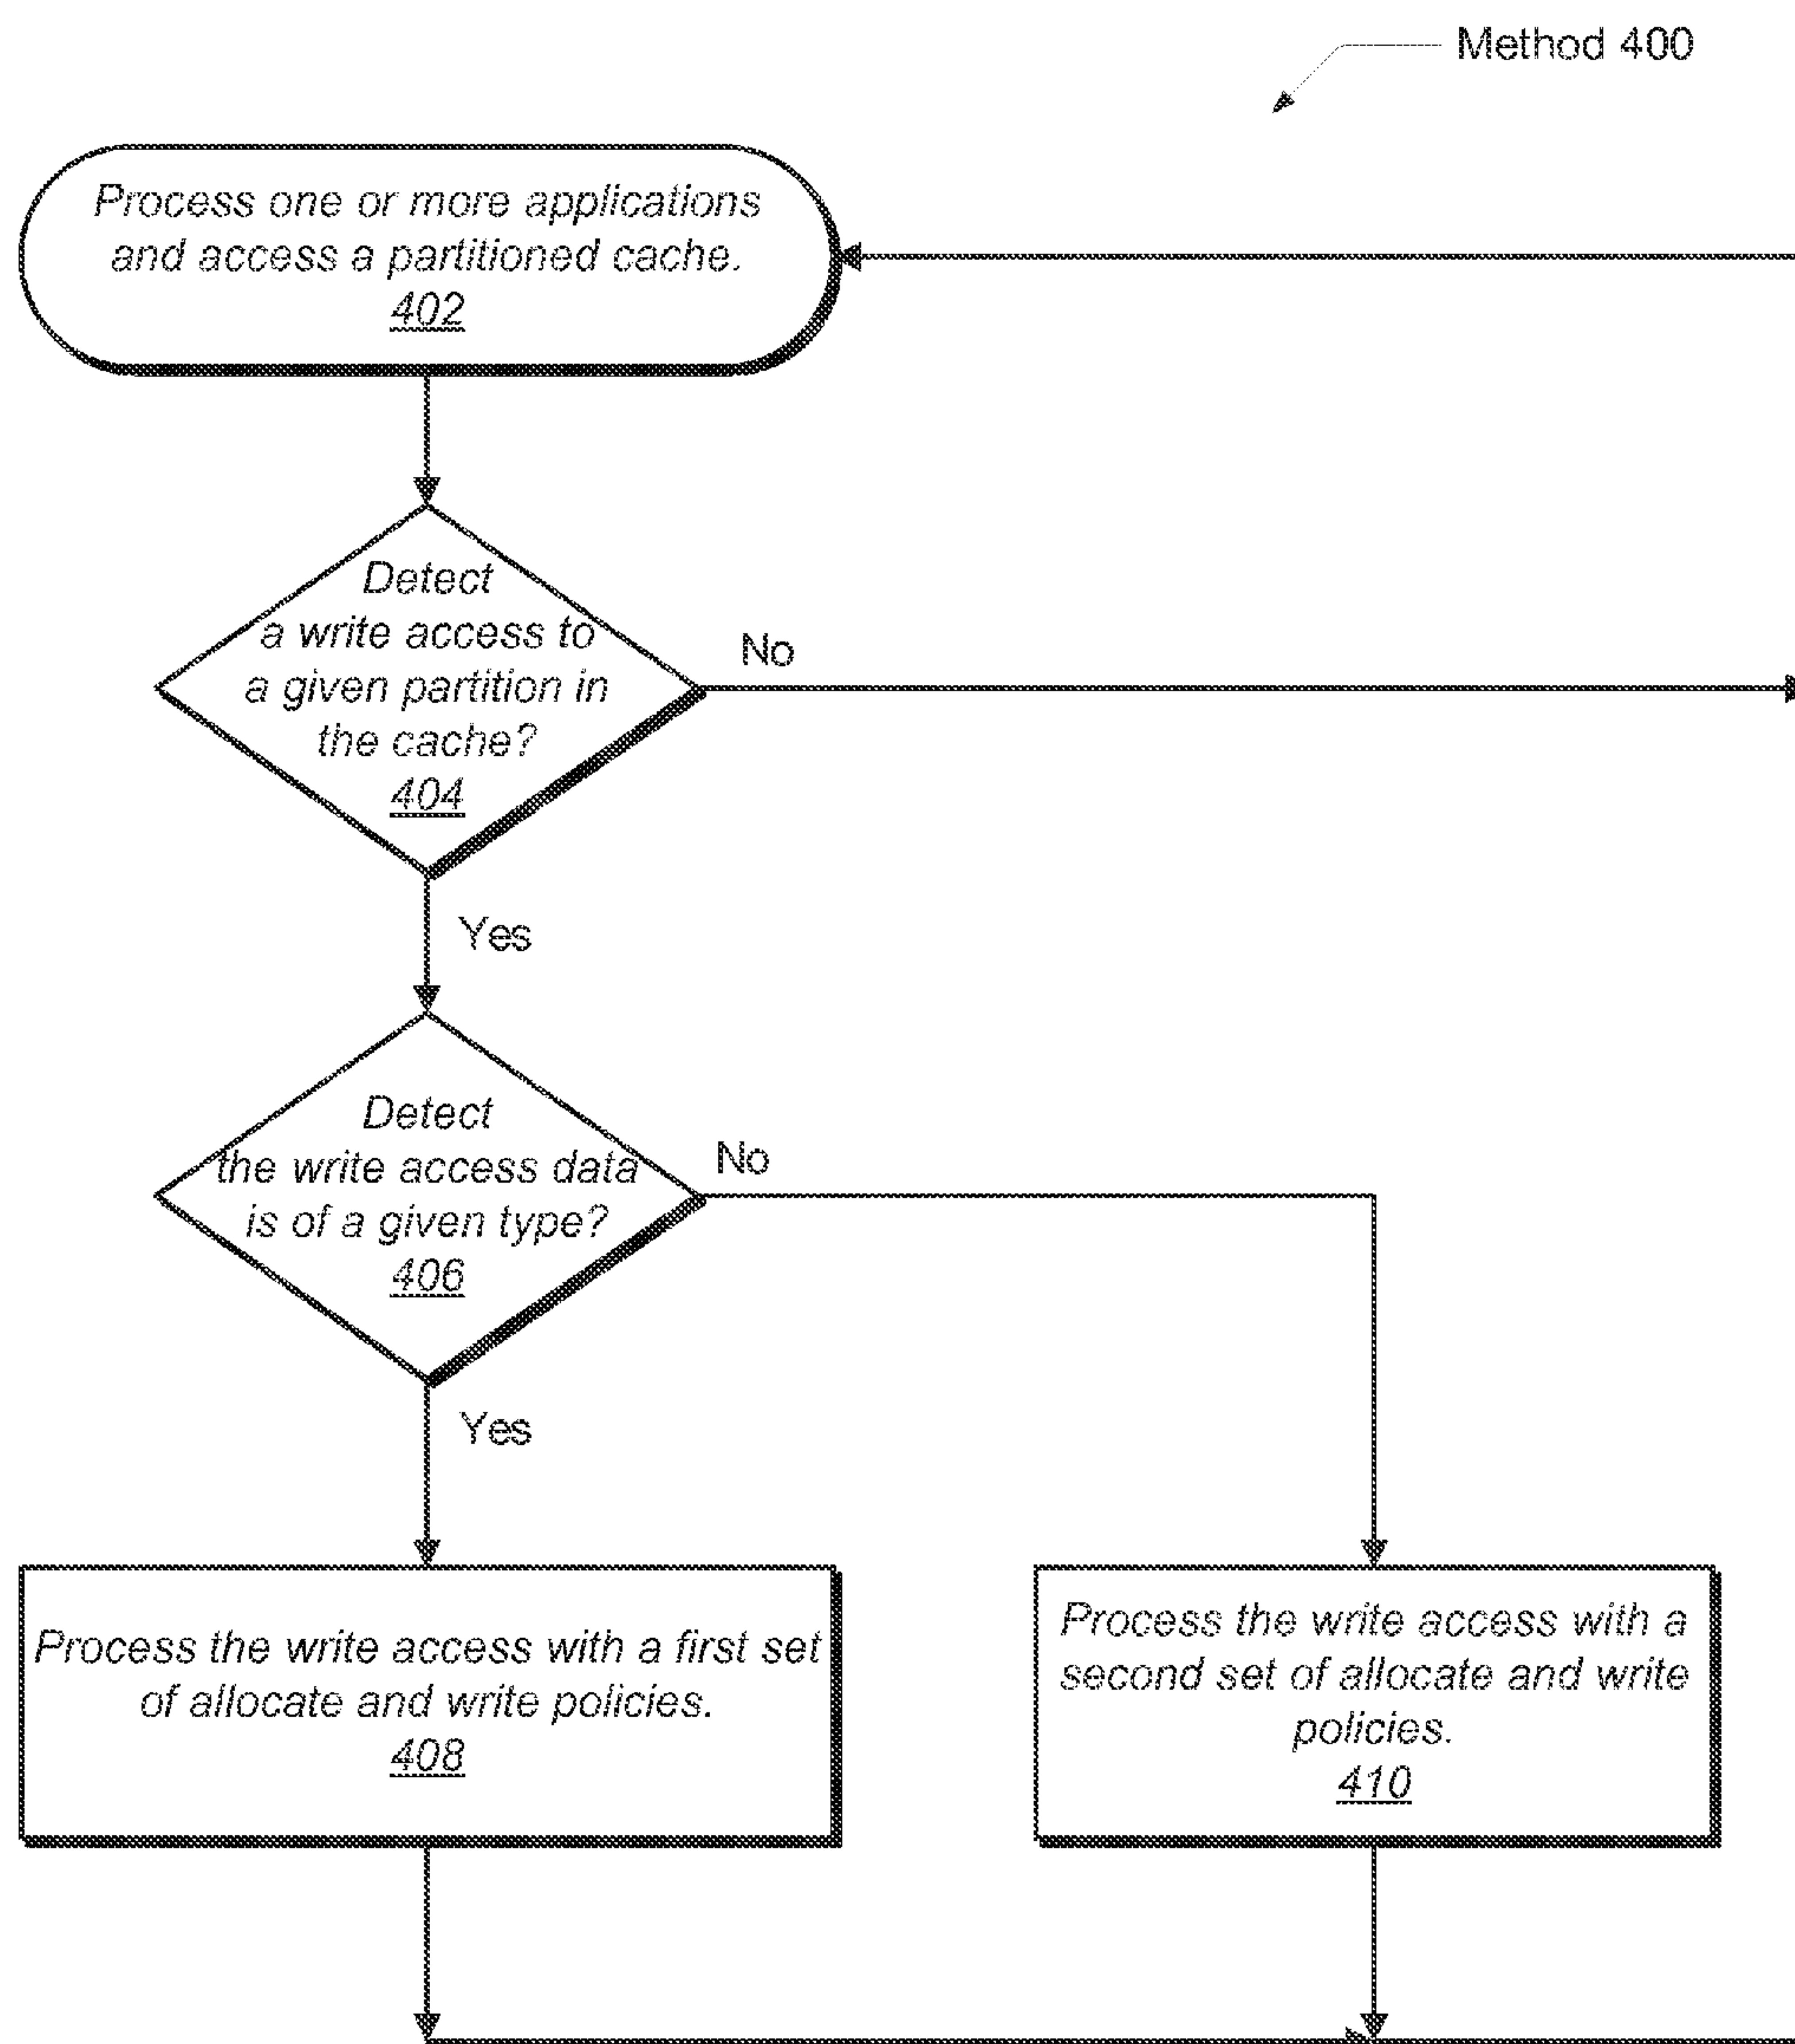 Method 400
Process one or more applications
and access a partitioned cache.
402
Detect
a write access to
a given partition in
the cache?
404
No
Yes
Detect
the write access data
is of a given type?
406
No
Yes
Process the write access with a first set
of allocate and write policies.
408
Process the write access with a
second set of allocate and write
policies.
410